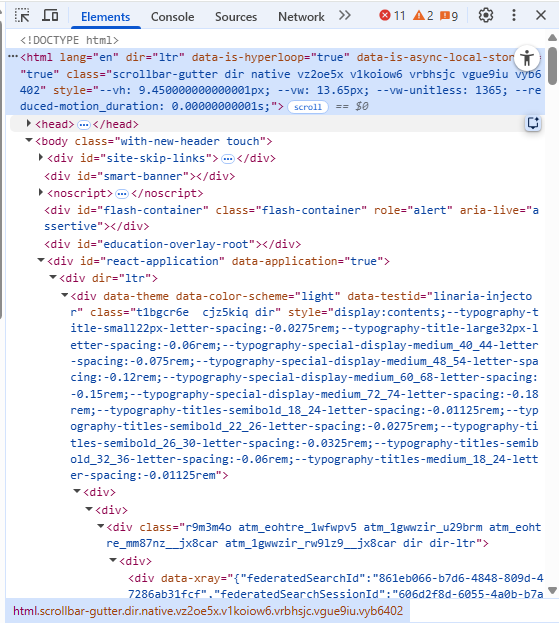 Elements Console Sources Network 11 2 9
<!DOCTYPE html>
<html lang="en" dir="ltr" data-is-hyperloop="true" data-is-async-local-stor
"true" class="scrollbar-gutter dir native vz2oe5x v1koiow6 vrbhsjc vgue9iu vyb6
402" style="--vh: 9.450000000000001px; --vw: 13.65px; --vw-unitless: 1365; --re
duced-motion_duration: 0.00000000001s;"> scroll == $0
<head> </head>
<body class="with-new-header touch">
<div id="site-skip-links"> </div>
<div id="smart-banner"></div>
<noscript> </noscript>
<div id="flash-container" class="flash-container" role="alert" aria-live="a
ssertive"></div>
<div id="education-overlay-root"></div>
<div id="react-application" data-application="true">
<div dir="ltr">
<div data-theme data-color-scheme="light" data-testid="linaria-injecto
r" class="t1bgcr6e cjz5kiq dir" style="display:contents;--typography-t
itle-small22px-letter-spacing:-0.0275rem;--typography-title-large32px-l
etter-spacing:-0.06rem;--typography-special-display-medium_40_44-letter
-spacing:-0.075rem;--typography-special-display-medium_48_54-letter-spa
cing:-0.12rem;--typography-special-display-medium_60_68-letter-spacing:
-0.15rem;--typography-special-display-medium_72_74-letter-spacing:-0.18
rem;--typography-titles-semibold_18_24-letter-spacing:-0.01125rem;--typ
ography-titles-semibold_22_26-letter-spacing:-0.0275rem;--typography-ti
tles-semibold_26_30-letter-spacing:-0.0325rem;--typography-titles-semib
old_32_36-letter-spacing:-0.06rem;--typography-titles-medium_18_24-lett
er-spacing:-0.01125rem">
<div>
<div>
<div class="r9m3m4o atm_eohtre_1wfwpv5 atm_1gwwzir_u29brm atm_eoht
re_mm87nz__jx8car atm_1gwwzir_rw9lz9__jx8car dir dir-ltr">
<div>
<div data-xray="{"federatedSearchId":"861eb066-b7d6-4848-809d-4
7286ab31fcf","federatedSearchSessionId":"606d2f8d-6055-4a0b-b7a
html.scrollbar-gutter.dir.native.vz2oe5x.v1koiow6.vrbhsjc.vgue9iu.vyb6402